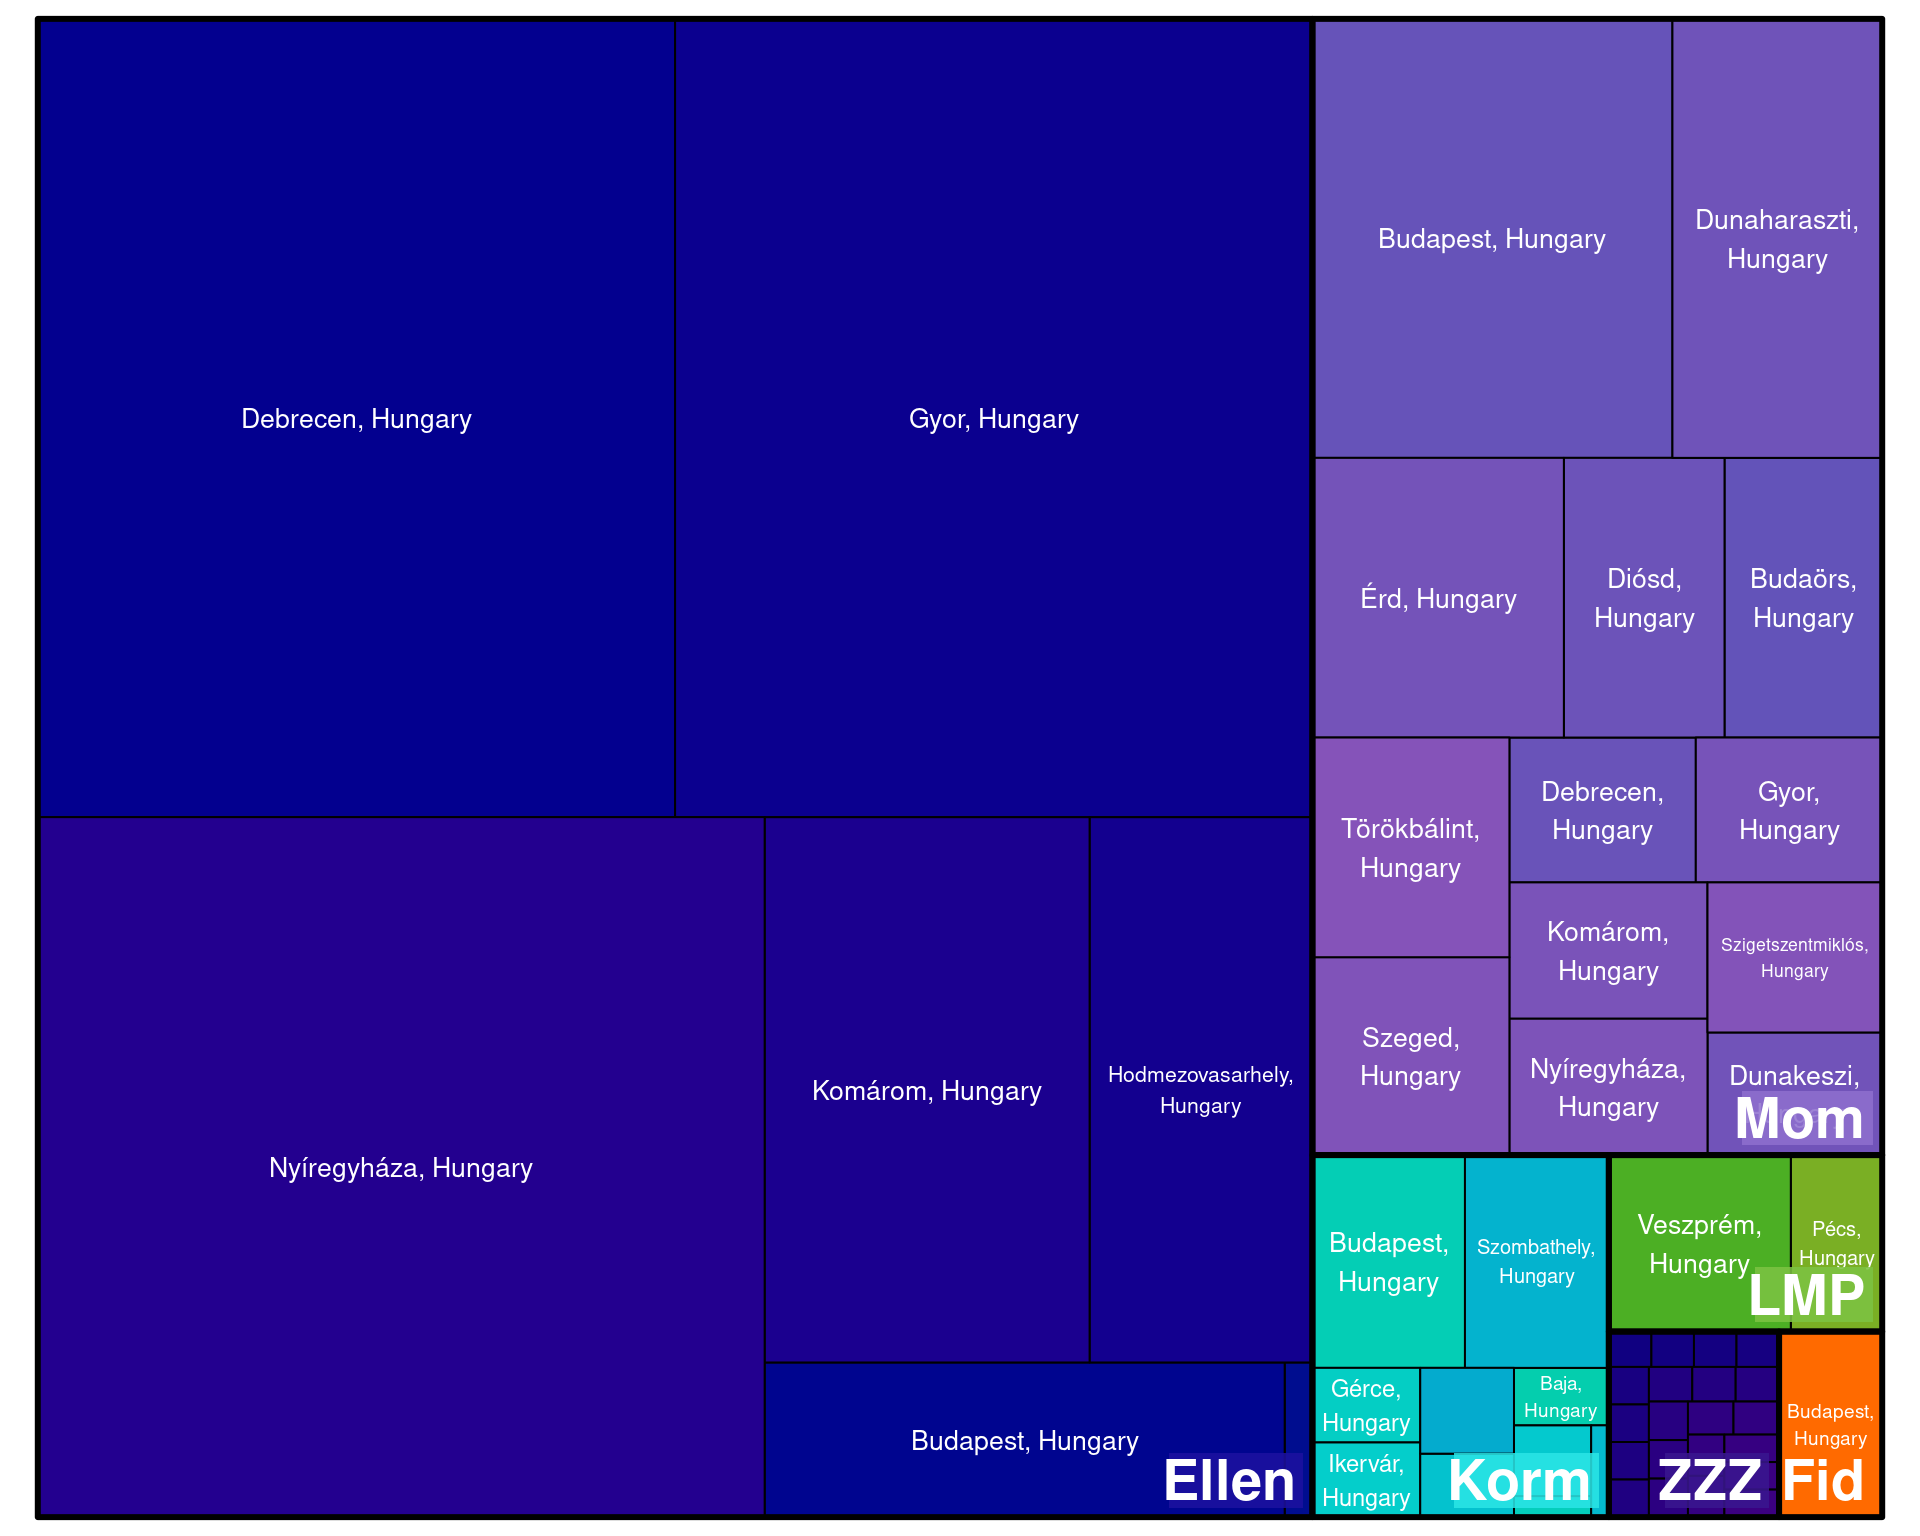 Debrecen, Hungary
Gyor, Hungary
Nyíregyháza, Hungary
Komárom, Hungary
Hodmezovasarhely,
Hungary
Budapest, Hungary
Ellen
Budapest, Hungary
Dunaharaszti,
Hungary
Érd, Hungary
Diósd,
Hungary
Budaörs,
Hungary
Törökbálint,
Hungary
Debrecen,
Hungary
Gyor,
Hungary
Komárom,
Hungary
Szigetszentmiklós,
Hungary
Szeged,
Hungary
Nyíregyháza,
Hungary
Dunakeszi,
Mom
Budapest,
Hungary
Szombathely,
Hungary
Gérce,
Hungary
Baja,
Hungary
Ikervár,
Hungary
Korm
Veszprém,
Hungary
Pécs,
Hungary
LMP
ZZZ
Budapest,
Hungary
Fid